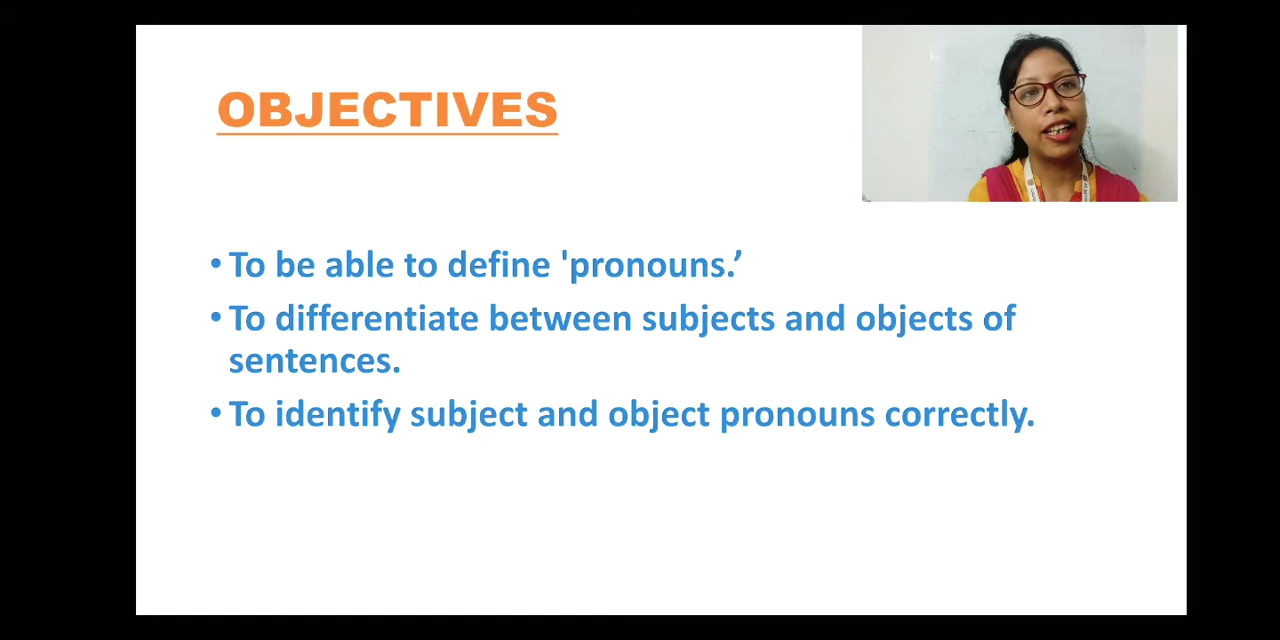 OBJECTIVES
• To be able to define 'pronouns.’
• To differentiate between subjects and objects of
sentences.
• To identify subject and object pronouns correctly.